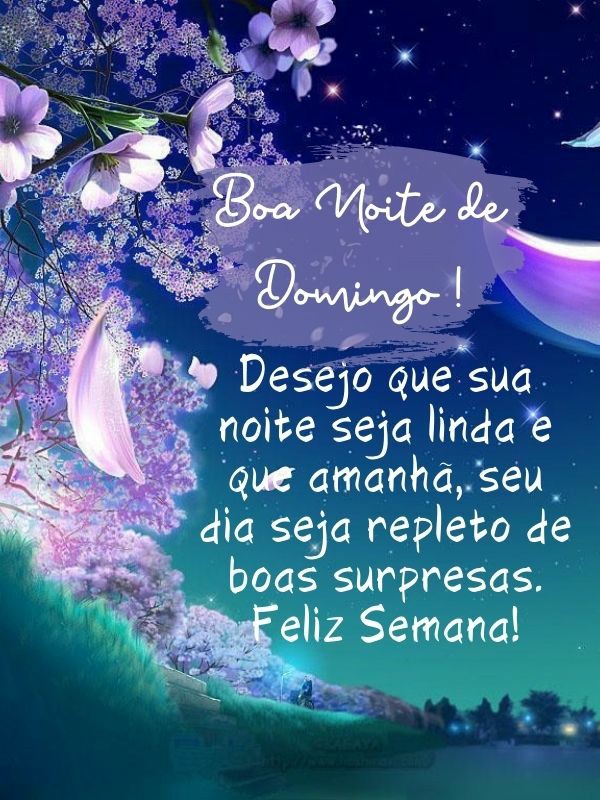 Boa Noite de
Domingo !
Desejo que sua
noite seja linda e
que amanhã, seu
dia seja repleto de
boas surpresas.
Feliz Semana!